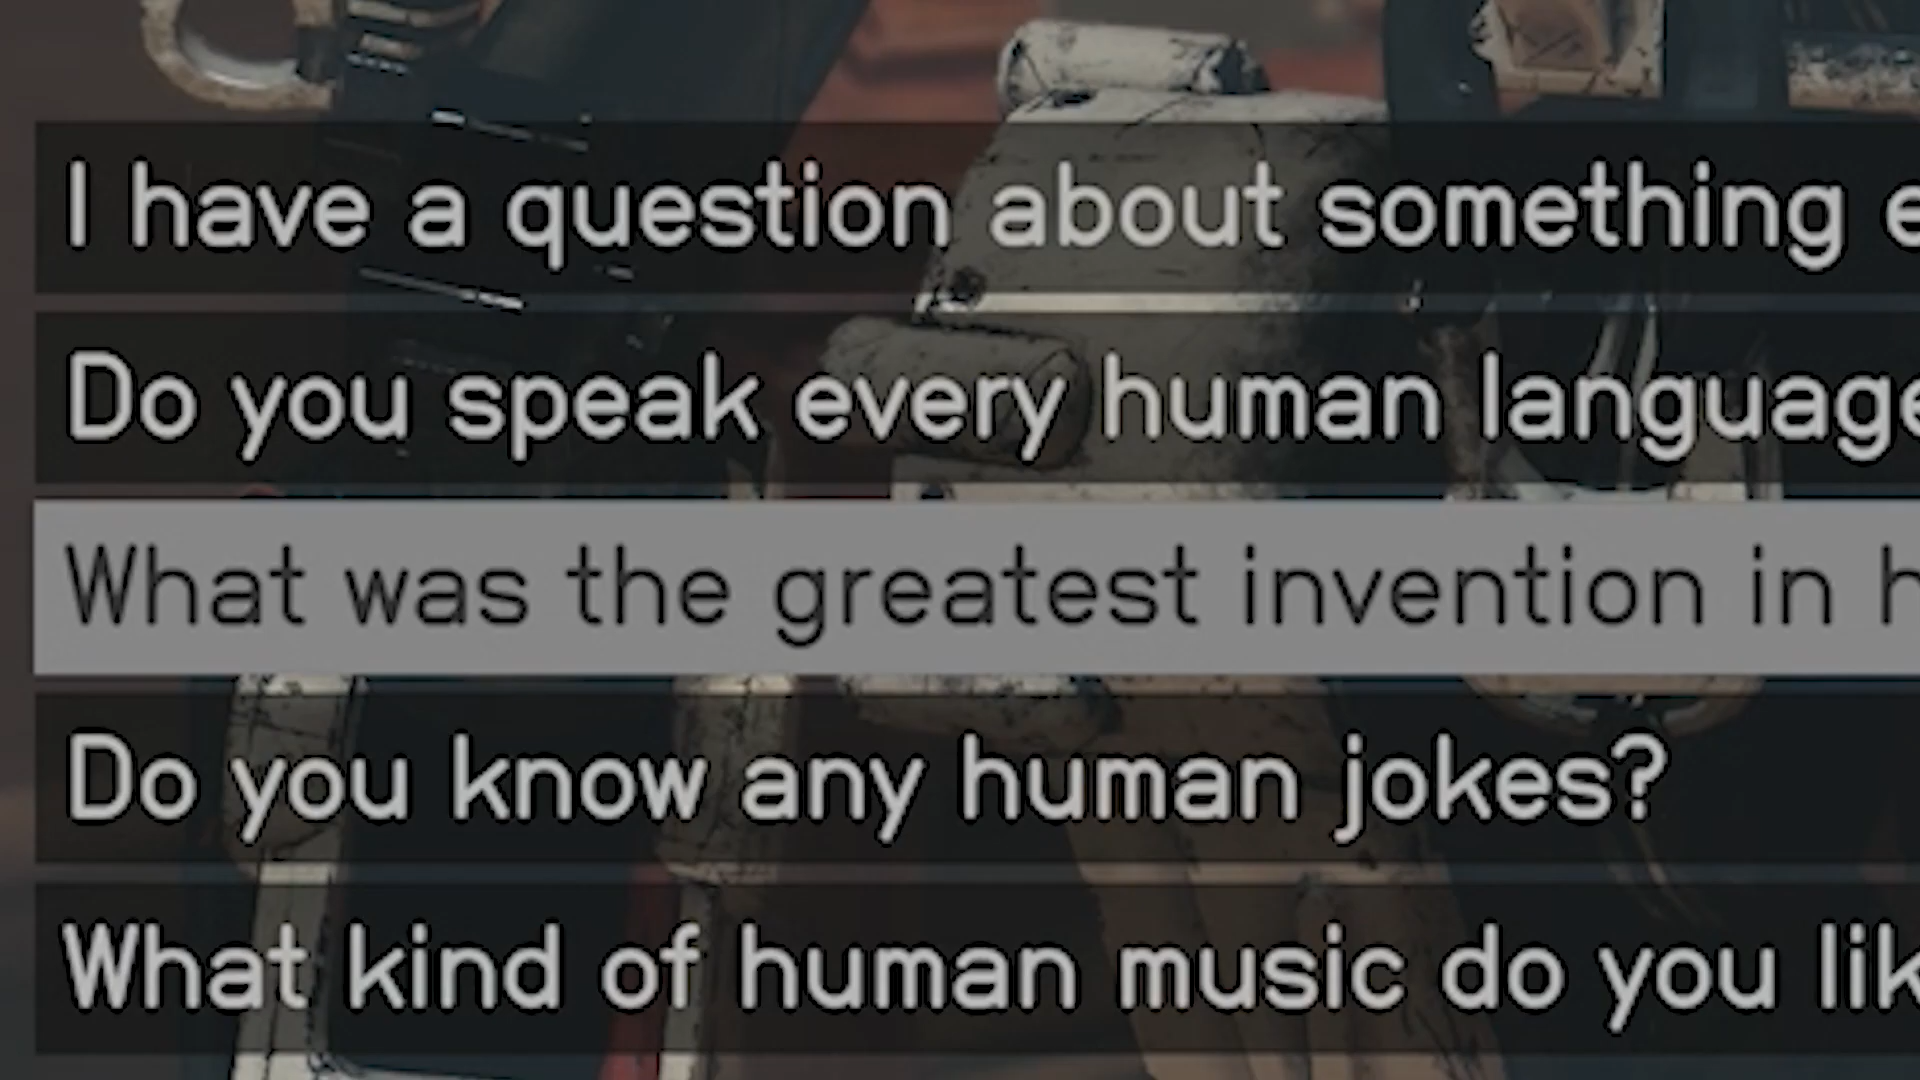 I have a question about something
Do you speak every human language
What was the greatest invention in
Do you know any human jokes?
What kind of human music do you